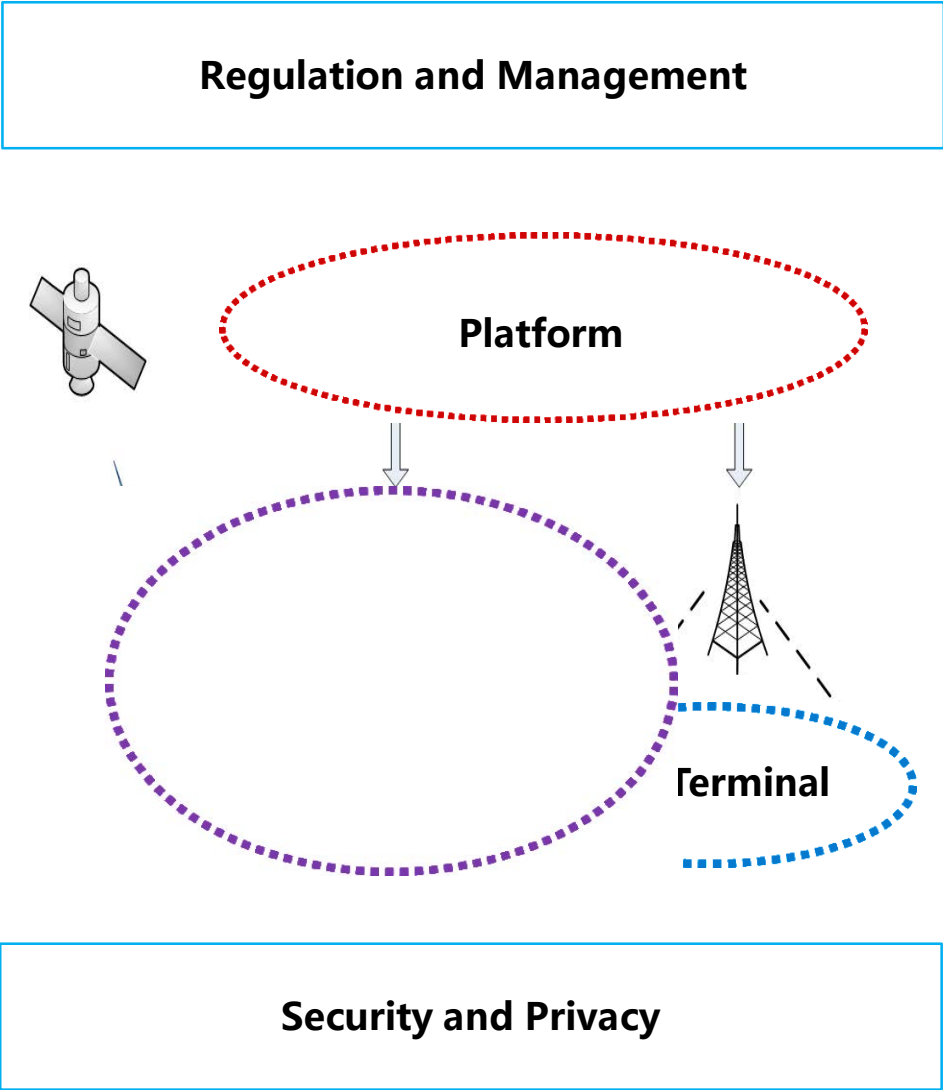 Regulation and Management
Platform
Terminal
Security and Privacy